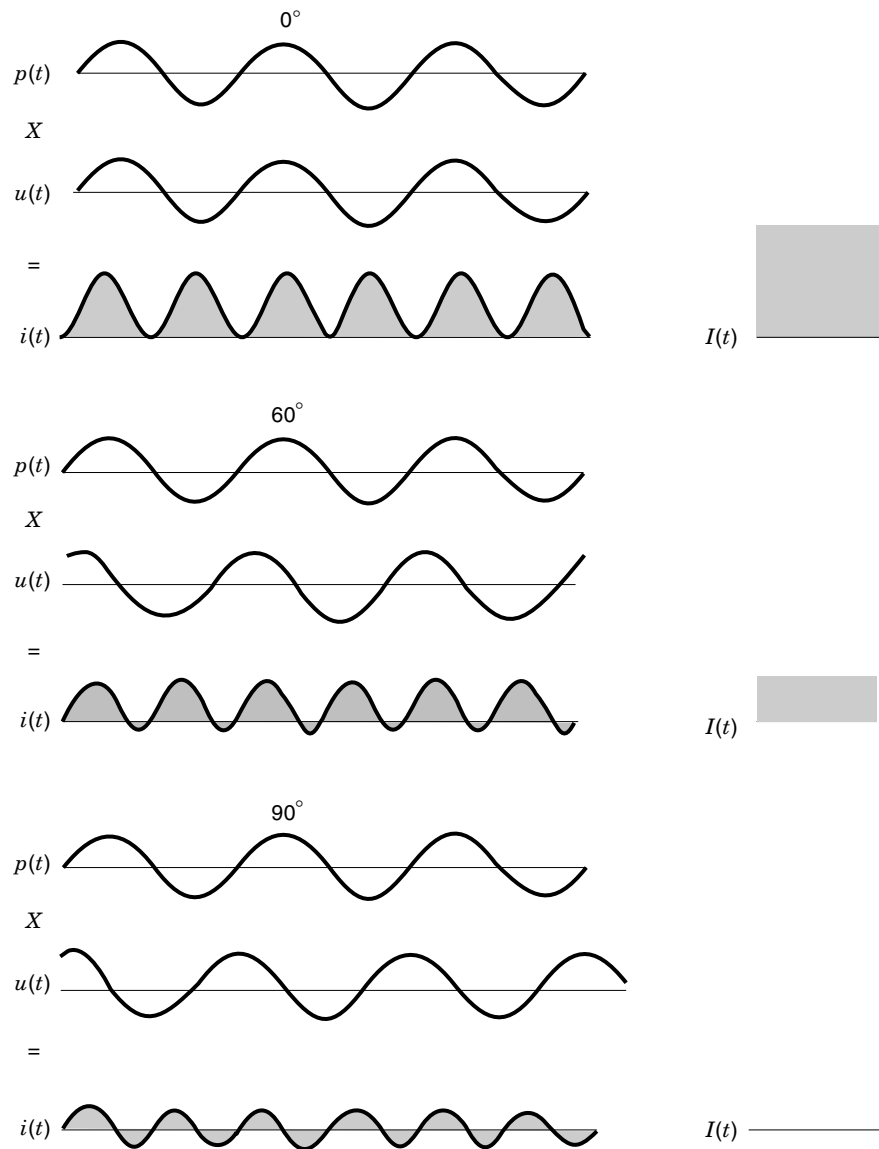 0°
p(t)
X
u(t)
=
i(t)
I(t)
60°
p(t)
X
u(t)
=
i(t)
I(t)
90°
p(t)
X
u(t)
=
i(t)
I(t)